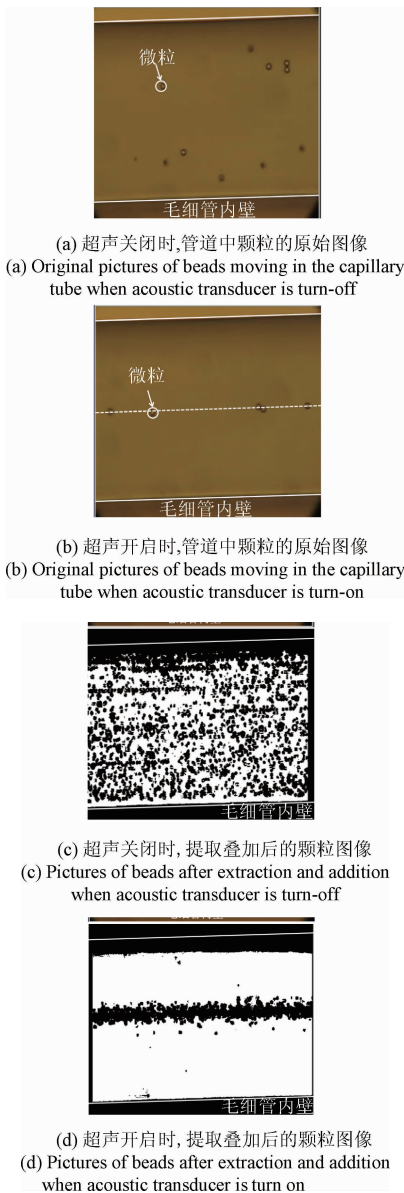 微粒
毛细管内壁
(a) 超声关闭时,管道中颗粒的原始图像
(a) Original pictures of beads moving in the capillary
tube when acoustic transducer is turn-off
微粒
毛细管内壁
(b) 超声开启时,管道中颗粒的原始图像
(b) Original pictures of beads moving in the capillary
tube when acoustic transducer is turn-on
毛细管内壁
(c) 超声关闭时, 提取叠加后的颗粒图像
(c) Pictures of beads after extraction and addition
when acoustic transducer is turn-off
毛细管内壁
(d) 超声开启时, 提取叠加后的颗粒图像
(d) Pictures of beads after extraction and addition
when acoustic transducer is turn on